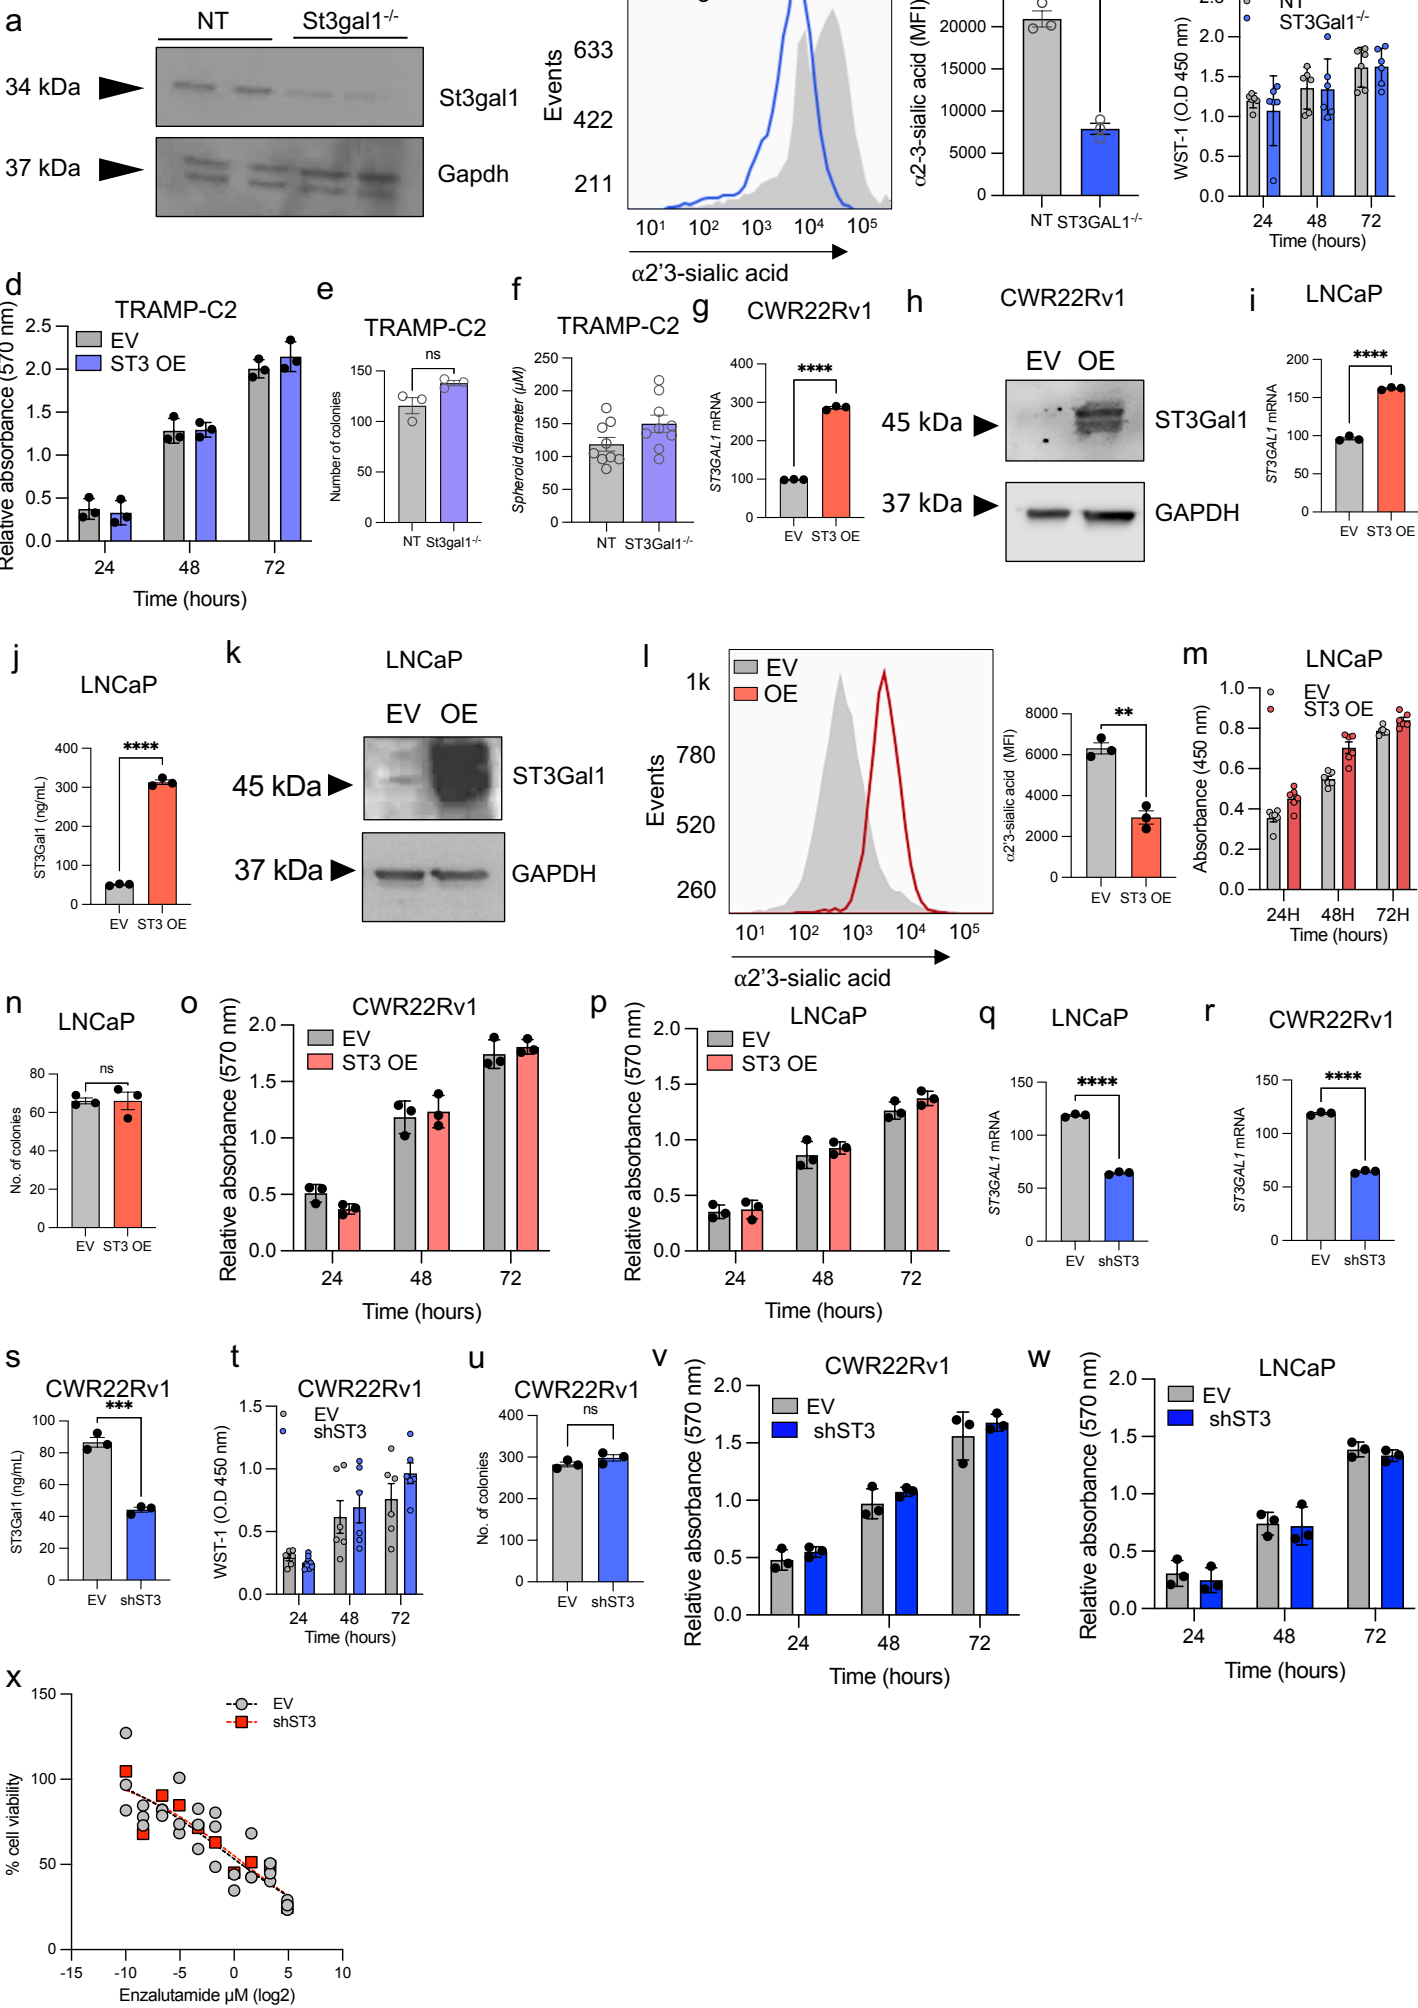 a
NT
St3gal1-/-
34 kDa
St3gal1
37 kDa
Gapdh
Events
633
422
211
10¹ 10² 10³ 10⁴ 10⁵
α2'3-sialic acid
α2-3-sialic acid (MFI)
20000
15000
10000
5000
0
NT ST3GAL1-/-
NT
ST3Gal1-/-
WST-1 (O.D 450 nm)
2.0
1.5
1.0
0.5
0.0
24 48 72
Time (hours)
d
TRAMP-C2
EV
ST3 OE
Relative absorbance (570 nm)
2.5
2.0
1.5
1.0
0.5
0.0
24 48 72
Time (hours)
e
TRAMP-C2
ns
Number of colonies
150
100
50
0
NT St3gal1-/-
f
TRAMP-C2
Spheroid diameter (µM)
250
200
150
100
50
0
NT ST3Gal1-/-
g
CWR22Rv1
****
ST3GAL1 mRNA
400
300
200
100
0
EV ST3 OE
h
CWR22Rv1
EV OE
45 kDa
ST3Gal1
37 kDa
GAPDH
i
LNCaP
****
ST3GAL1 mRNA
200
150
100
50
0
EV ST3 OE
j
LNCaP
****
ST3Gal1 (ng/mL)
400
300
200
100
0
EV ST3 OE
k
LNCaP
EV OE
45 kDa
ST3Gal1
37 kDa
GAPDH
l
EV
OE
Events
1k
780
520
260
10¹ 10² 10³ 10⁴ 10⁵
α2'3-sialic acid
**
α2'3-sialic acid (MFI)
8000
6000
4000
2000
0
EV ST3 OE
m
LNCaP
EV
ST3 OE
Absorbance (450 nm)
1.0
0.8
0.6
0.4
0.2
0.0
24H 48H 72H
Time (hours)
n
LNCaP
ns
No. of colonies
80
60
40
20
0
EV ST3 OE
o
CWR22Rv1
EV
ST3 OE
Relative absorbance (570 nm)
2.0
1.5
1.0
0.5
0.0
24 48 72
Time (hours)
p
LNCaP
EV
ST3 OE
Relative absorbance (570 nm)
2.0
1.5
1.0
0.5
0.0
24 48 72
Time (hours)
q
LNCaP
****
ST3GAL1 mRNA
150
100
50
0
EV shST3
r
CWR22Rv1
****
ST3GAL1 mRNA
150
100
50
0
EV shST3
s
CWR22Rv1
***
ST3Gal1 (ng/mL)
100
80
60
40
20
0
EV shST3
t
CWR22Rv1
EV
shST3
WST-1 (O.D 450 nm)
1.5
1.0
0.5
0.0
24 48 72
Time (hours)
u
CWR22Rv1
ns
No. of colonies
400
300
200
100
0
EV shST3
v
CWR22Rv1
EV
shST3
Relative absorbance (570 nm)
2.0
1.5
1.0
0.5
0.0
24 48 72
Time (hours)
w
LNCaP
EV
shST3
Relative absorbance (570 nm)
2.0
1.5
1.0
0.5
0.0
24 48 72
Time (hours)
x
EV
shST3
% cell viability
150
100
50
0
-15 -10 -5 0 5 10
Enzalutamide µM (log2)